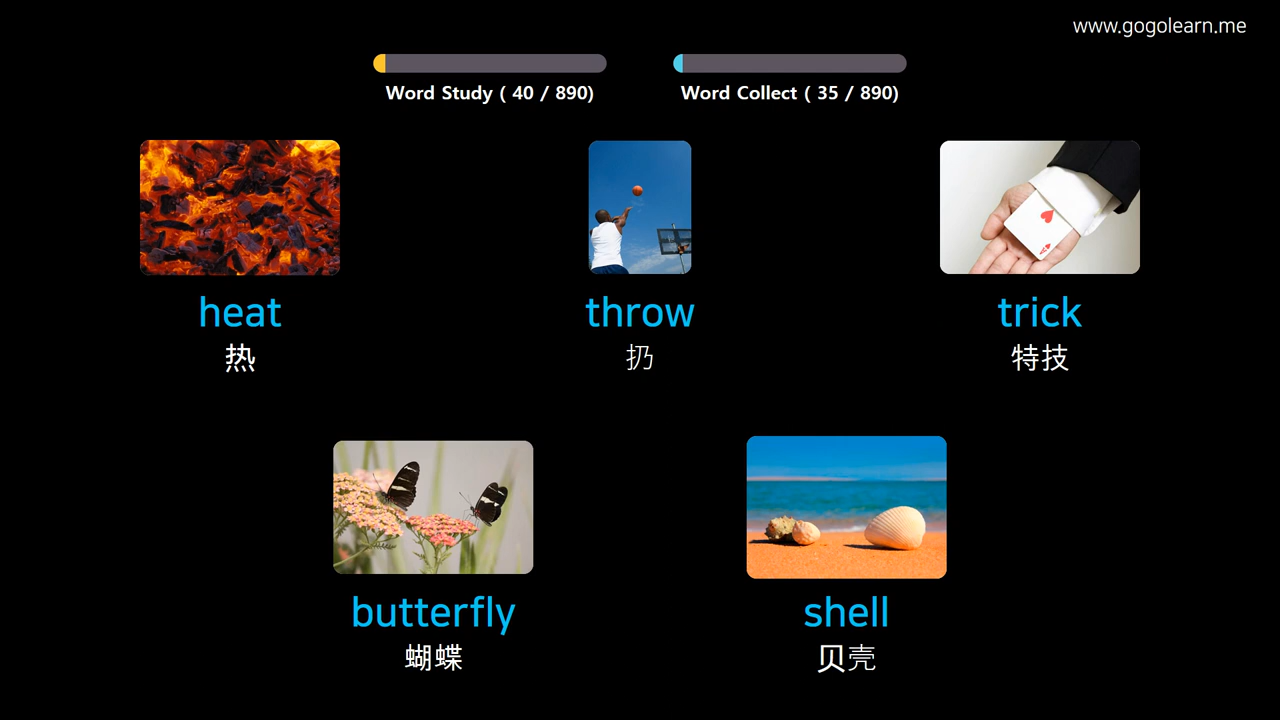 www.gogolearn.me
Word Study ( 40 / 890)
Word Collect ( 35 / 890)
heat
热
throw
扔
trick
特技
butterfly
蝴蝶
shell
贝壳